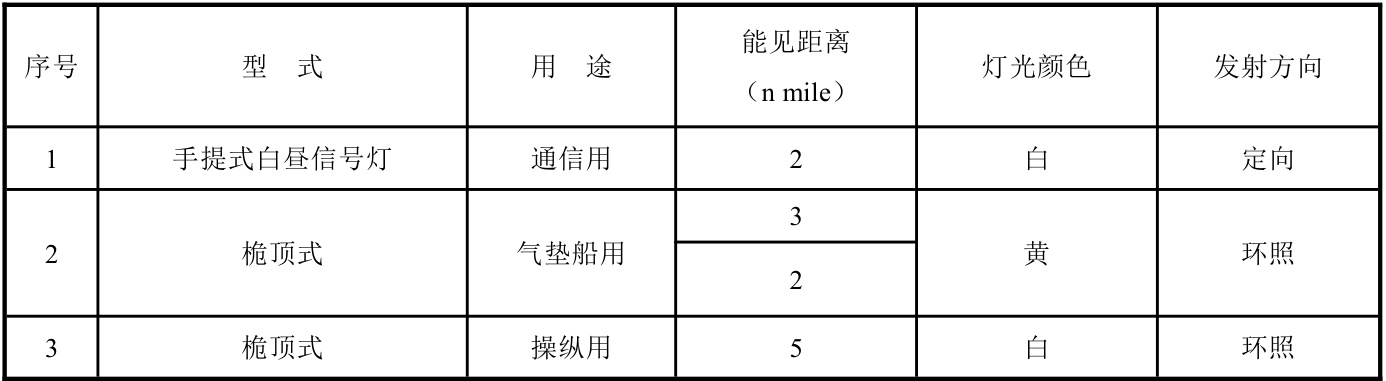 序号 型 式 用 途 能见距离 灯光颜色 发射方向
（n mile）
1 手提式白昼信号灯 通信用 2 白 定向
3
2 桅顶式 气垫船用 黄 环照
2
3 桅顶式 操纵用 5 白 环照